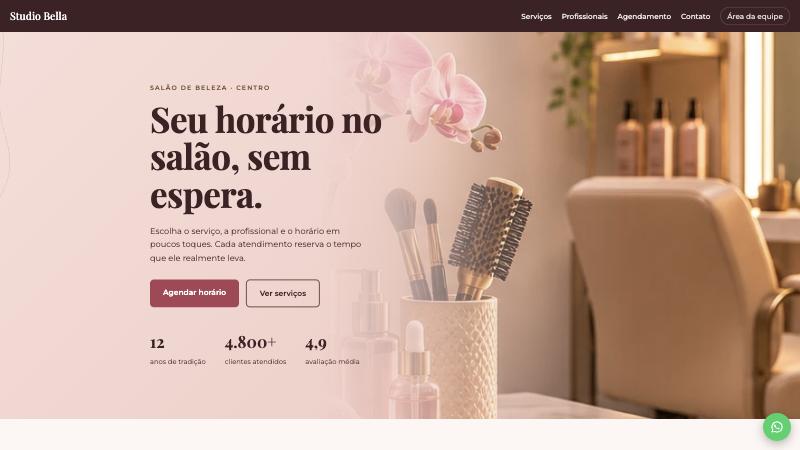 Studio Bella
Serviços Profissionais Agendamento Contato Área da equipe
SALÃO DE BELEZA · CENTRO
Seu horário no
salão, sem
espera.
Escolha o serviço, a profissional e o horário em
poucos toques. Cada atendimento reserva o tempo
que ele realmente leva.
Agendar horário Ver serviços
12 4.800+ 4,9
anos de tradição clientes atendidos avaliação média